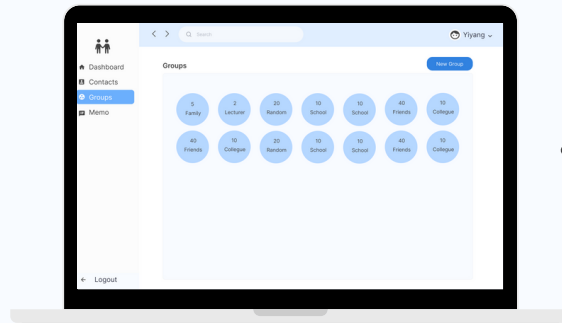 Search
Yiyang
Dashboard
Contacts
Groups
Memo
Logout
Groups
New Group
5
Family
2
Lecturer
20
Random
10
School
10
School
40
Friends
10
Collegue
40
Friends
10
Collegue
20
Random
10
School
10
School
40
Friends
10
Collegue